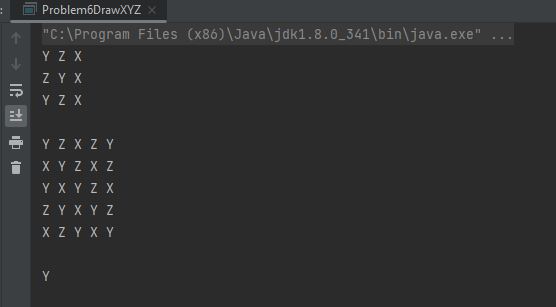 Problem6DrawXYZ
"C:\Program Files (x86)\Java\jdk1.8.0_341\bin\java.exe" ...
Y Z X
Z Y X
Y Z X
Y Z X Z Y
X Y Z X Z
Y X Y Z X
Z Y X Y Z
X Z Y X Y
Y